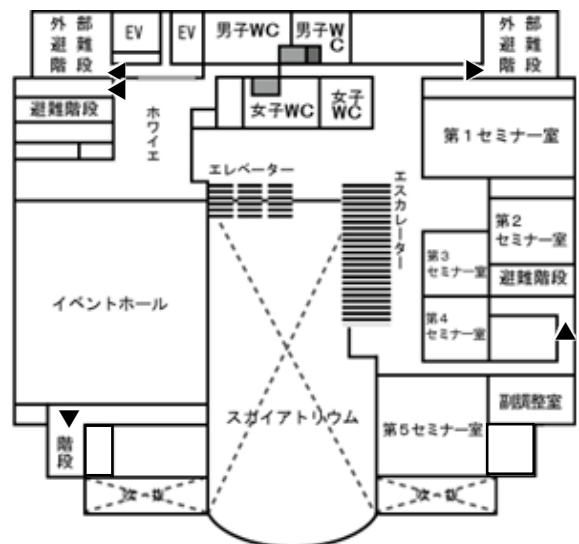 外部
避難
階段
EV
EV
男子WC
男子W
C
外部
避難
階段
避難階段
ホワイエ
女子WC
女子
WC
第1セミナー室
エレベーター
エスカレーター
第2
セミナー室
第3
セミナー室
避難階段
イベントホール
第4
セミナー室
スガイアトリウム
第5セミナー室
副調整室
階段